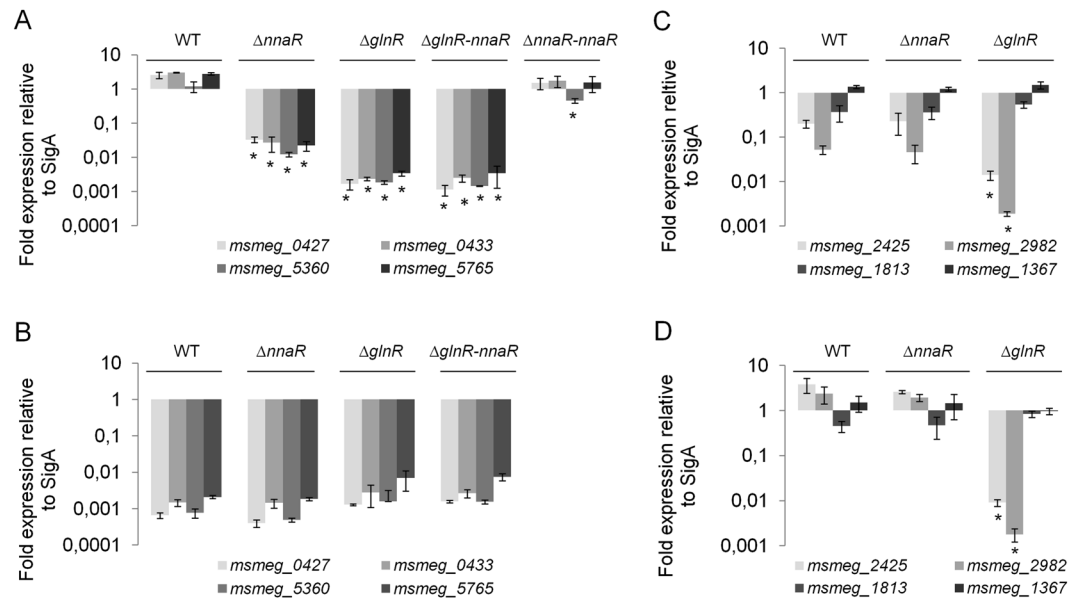 A
WT ΔnnaR ΔglnR ΔglnR-nnaR ΔnnaR-nnaR
Fold expression relative
to SigA
10
1
0,1
0,01
0,001
0,0001
* * * * * * * * * * * * *
msmeg_0427 msmeg_0433
msmeg_5360 msmeg_5765
B
WT ΔnnaR ΔglnR ΔglnR-nnaR
Fold expression relative
to SigA
10
1
0,1
0,01
0,001
0,0001
msmeg_0427 msmeg_0433
msmeg_5360 msmeg_5765
C
WT ΔnnaR ΔglnR
Fold expression reltive
to SigA
10
1
0,1
0,01
0,001
* *
msmeg_2425 msmeg_2982
msmeg_1813 msmeg_1367
D
WT ΔnnaR ΔglnR
Fold expression relative
to SigA
10
1
0,1
0,01
0,001
* *
msmeg_2425 msmeg_2982
msmeg_1813 msmeg_1367